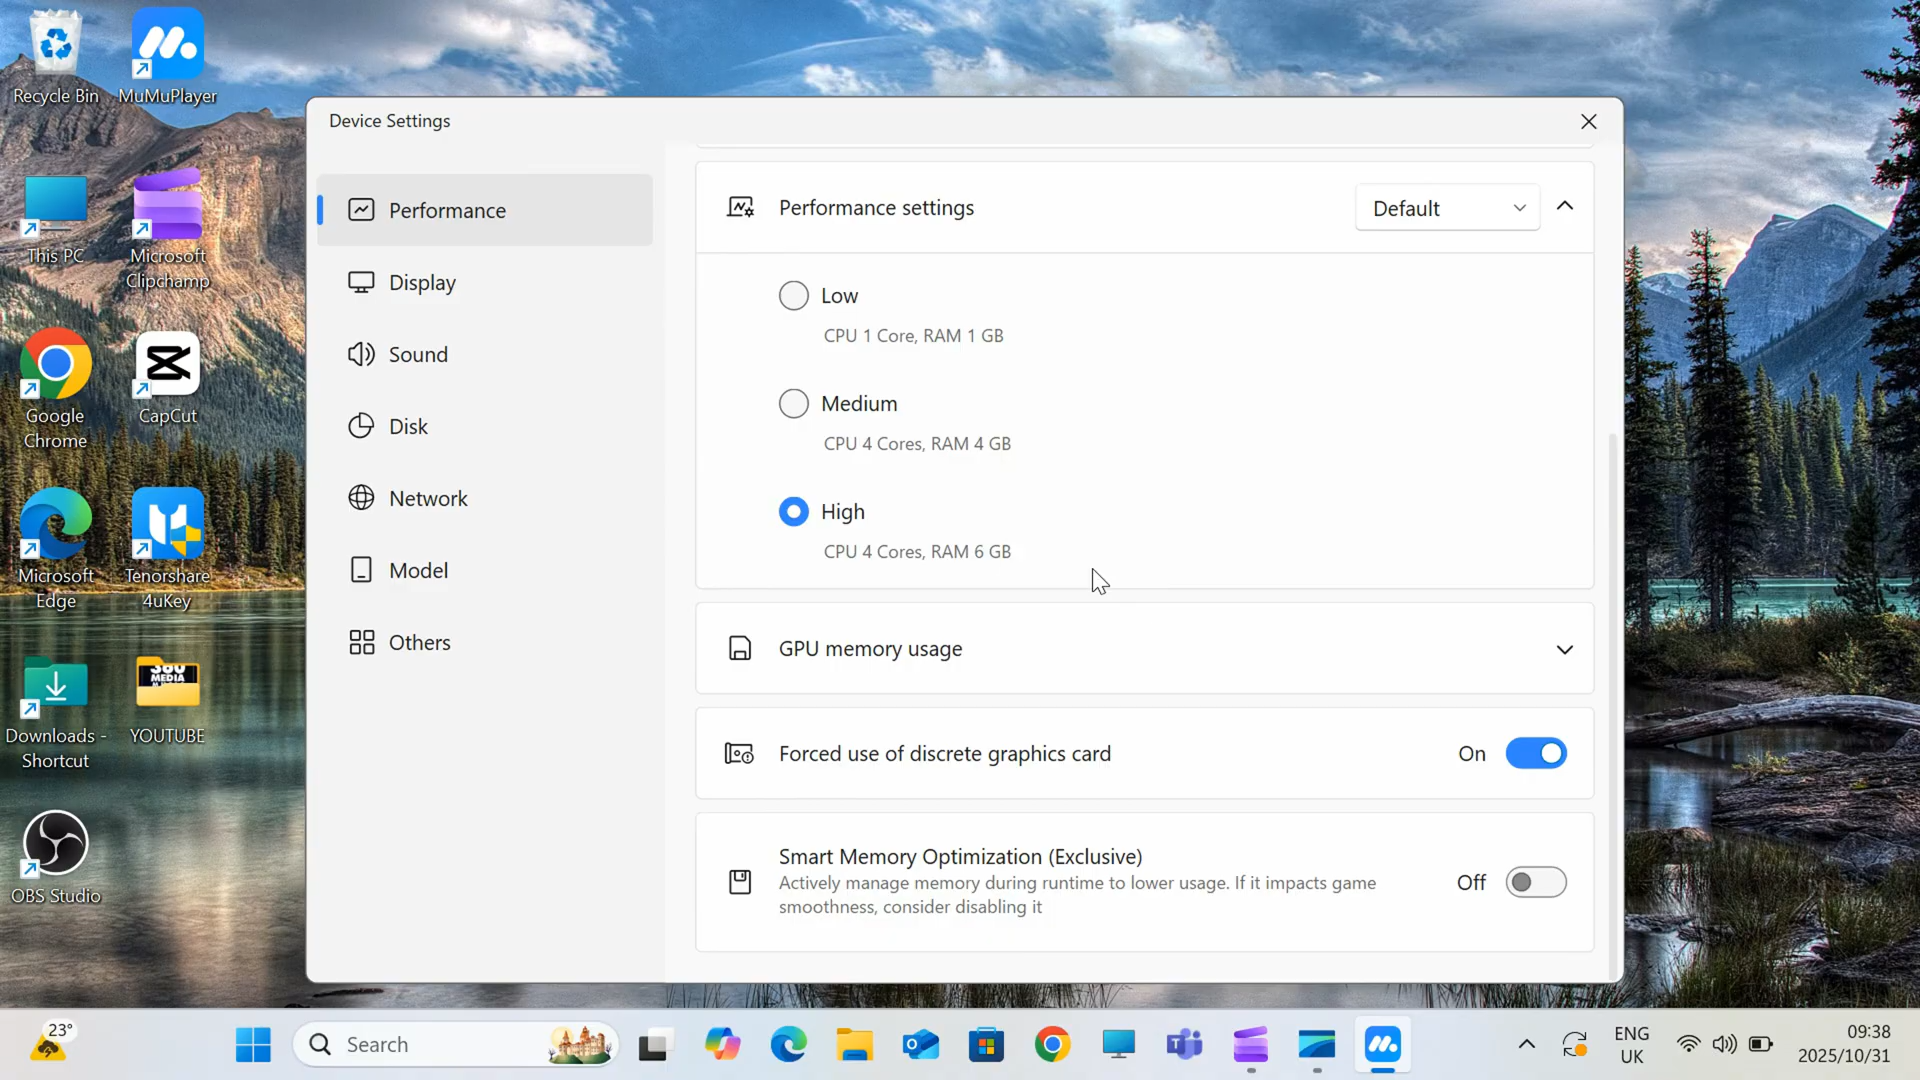 Recycle Bin
MuMuPlayer
This PC
Microsoft
Clipchamp
Google
Chrome
CapCut
Microsoft
Edge
Tenorshare
4uKey
Downloads -
Shortcut
360
MEDIA
YOUTUBE
OBS Studio
Device Settings
Performance
Display
Sound
Disk
Network
Model
Others
Performance settings
Default
Low
CPU 1 Core, RAM 1 GB
Medium
CPU 4 Cores, RAM 4 GB
High
CPU 4 Cores, RAM 6 GB
GPU memory usage
Forced use of discrete graphics card
On
Smart Memory Optimization (Exclusive)
Actively manage memory during runtime to lower usage. If it impacts game
smoothness, consider disabling it
Off
23°
Search
ENG
UK
09:38
2025/10/31